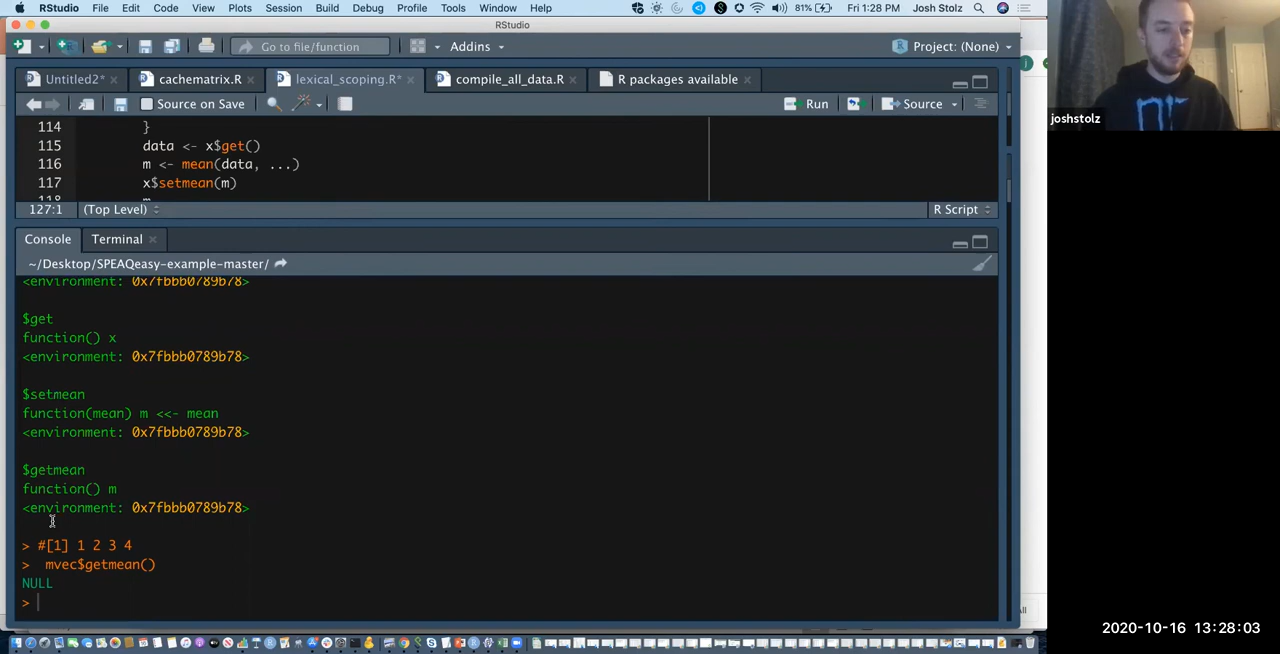 RStudio File Edit Code View Plots Session Build Debug Profile Tools Window Help 81% Fri 1:28 PM Josh Stolz
RStudio
Go to file/function Addins Project: (None)
Untitled2* cachematrix.R lexical_scoping.R* compile_all_data.R R packages available
Source on Save Run Source
114 }
115 data <- x$get()
116 m <- mean(data, ...)
117 x$setmean(m)
118 m
127:1 (Top Level) R Script
Console Terminal
~/Desktop/SPEAQeasy-example-master/
<environment: 0x7fbbb0789b78>
$get
function() x
<environment: 0x7fbbb0789b78>
$setmean
function(mean) m <<- mean
<environment: 0x7fbbb0789b78>
$getmean
function() m
<environment: 0x7fbbb0789b78>
> #[1] 1 2 3 4
> mvec$getmean()
NULL
>
joshstolz
2020-10-16 13:28:03